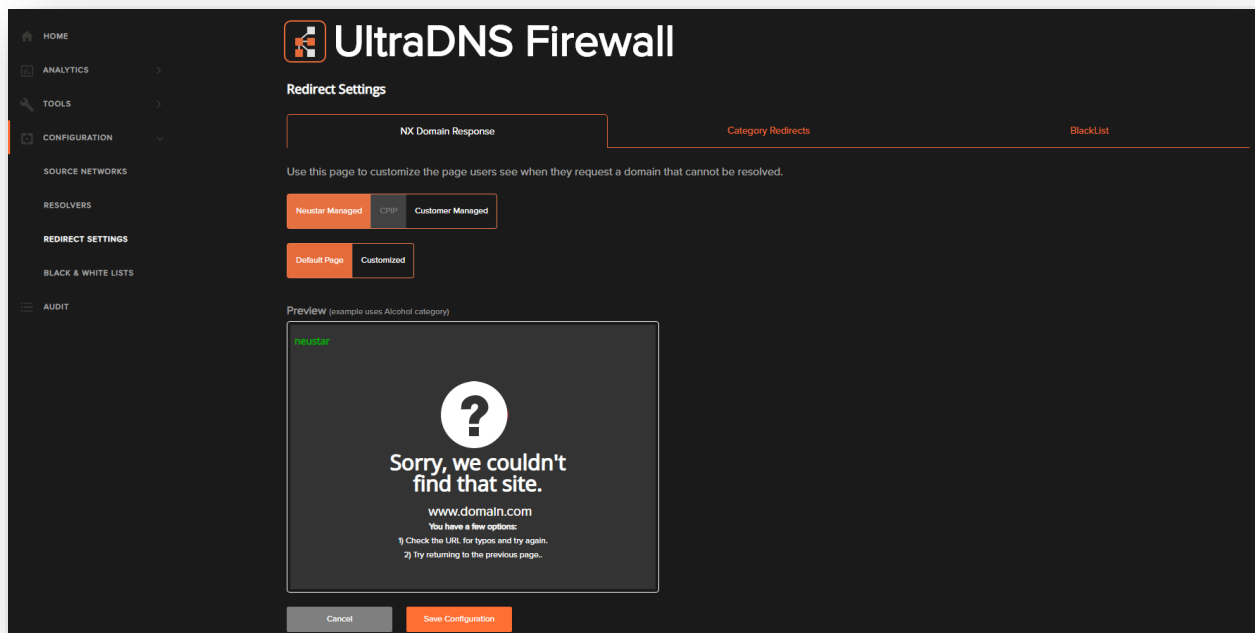 HOME
ANALYTICS
TOOLS
CONFIGURATION
SOURCE NETWORKS
RESOLVERS
REDIRECT SETTINGS
BLACK & WHITE LISTS
AUDIT
UltraDNS Firewall
Redirect Settings
NX Domain Response
Category Redirects
BlackList
Use this page to customize the page users see when they request a domain that cannot be resolved.
Neustar Managed
CPIP
Customer Managed
Default Page
Customized
Preview (example uses Alcohol category)
neustar
?
Sorry, we couldn't
find that site.
www.domain.com
You have a few options:
1) Check the URL for typos and try again.
2) Try returning to the previous page..
Cancel
Save Configuration